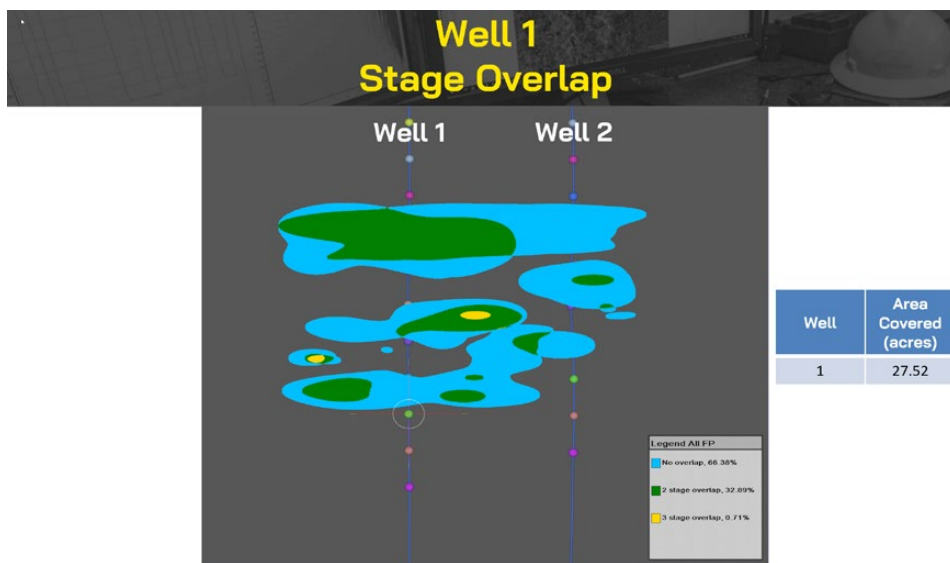 Well 1
Stage Overlap
Well 1
Well 2
Well
Area
Covered
(acres)
1
27.52
Legend All FP
No overlap, 66.38%
2 stage overlap, 32.89%
3 stage overlap, 0.71%